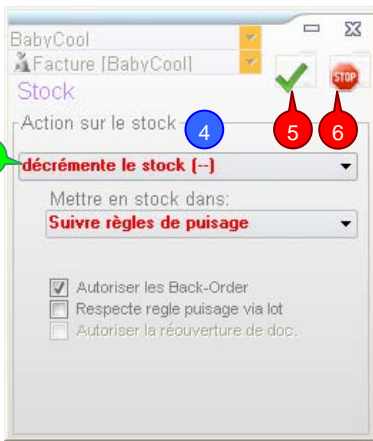 BabyCool
Facture [BabyCool]
STOP
Stock
Action sur le stock
4
5
6
décrémente le stock (--)
Mettre en stock dans:
Suivre règles de puisage
Autoriser les Back-Order
Respecte regle puisage via lot
Autoriser la réouverture de doc.